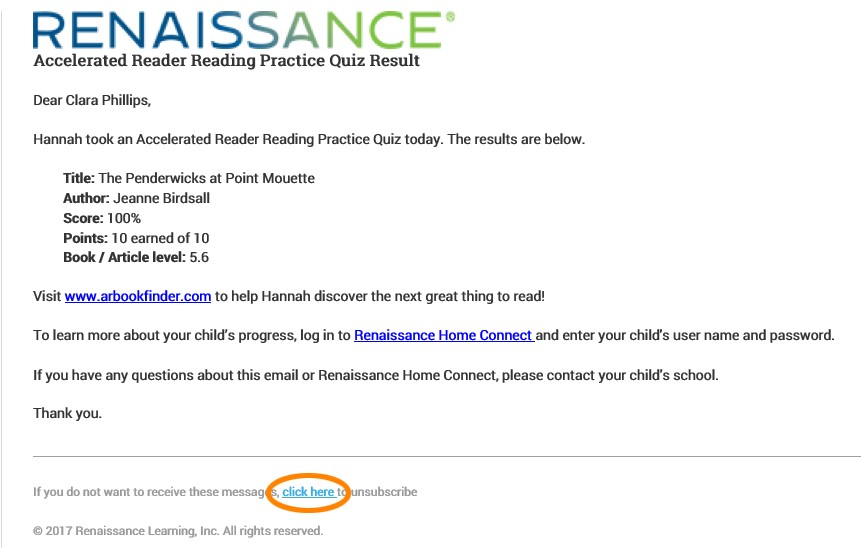 RENAISSANCE®
Accelerated Reader Reading Practice Quiz Result
Dear Clara Phillips,
Hannah took an Accelerated Reader Reading Practice Quiz today. The results are below.
Title: The Penderwicks at Point Mouette
Author: Jeanne Birdsall
Score: 100%
Points: 10 earned of 10
Book / Article level: 5.6
Visit www.arbookfinder.com to help Hannah discover the next great thing to read!
To learn more about your child's progress, log in to Renaissance Home Connect and enter your child's user name and password.
If you have any questions about this email or Renaissance Home Connect, please contact your child's school.
Thank you.
If you do not want to receive these messages, click here to unsubscribe
© 2017 Renaissance Learning, Inc. All rights reserved.